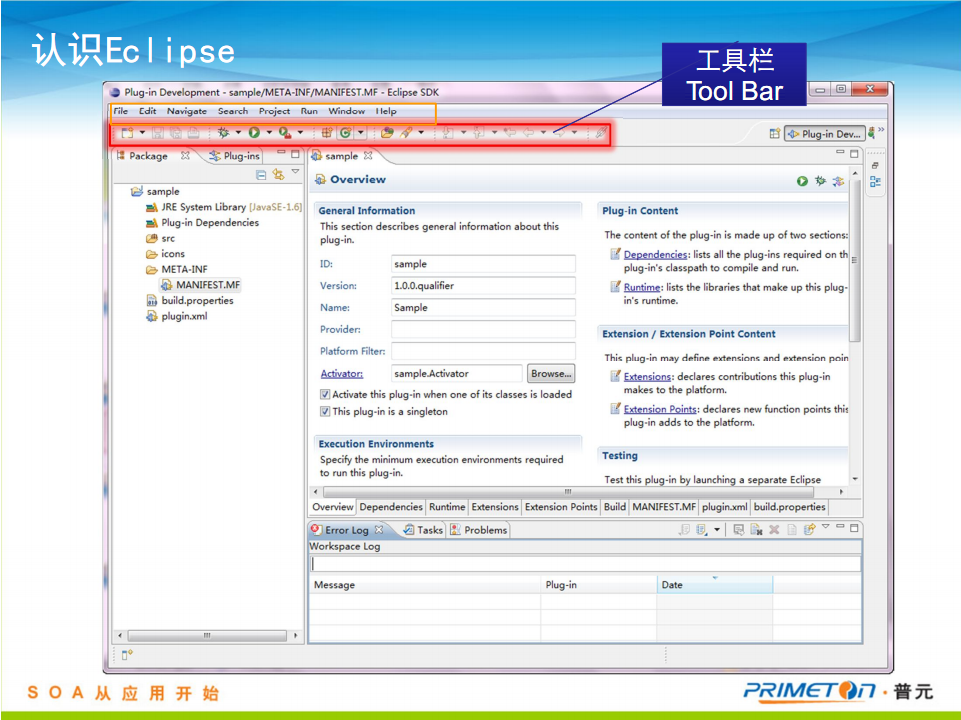 认识Eclipse
工具栏
Tool Bar
Plug-in Development - sample/META-INF/MANIFEST.MF - Eclipse SDK
File Edit Navigate Search Project Run Window Help
Plug-in Dev...
Package
Plug-ins
sample
JRE System Library [JavaSE-1.6]
Plug-in Dependencies
src
icons
META-INF
MANIFEST.MF
build.properties
plugin.xml
sample
Overview
General Information
This section describes general information about this
plug-in.
ID: sample
Version: 1.0.0.qualifier
Name: Sample
Provider:
Platform Filter:
Activator: sample.Activator Browse...
Activate this plug-in when one of its classes is loaded
This plug-in is a singleton
Execution Environments
Specify the minimum execution environments required
to run this plug-in.
Plug-in Content
The content of the plug-in is made up of two sections:
Dependencies: lists all the plug-ins required on th
plug-in's classpath to compile and run.
Runtime: lists the libraries that make up this plug-
in's runtime.
Extension / Extension Point Content
This plug-in may define extensions and extension poin
Extensions: declares contributions this plug-in
makes to the platform.
Extension Points: declares new function points this
plug-in adds to the platform.
Testing
Test this plug-in by launching a separate Eclipse
Overview Dependencies Runtime Extensions Extension Points Build MANIFEST.MF plugin.xml build.properties
Error Log Tasks Problems
Workspace Log
Message Plug-in Date
SOA从应用开始
PRIMETON · 普元